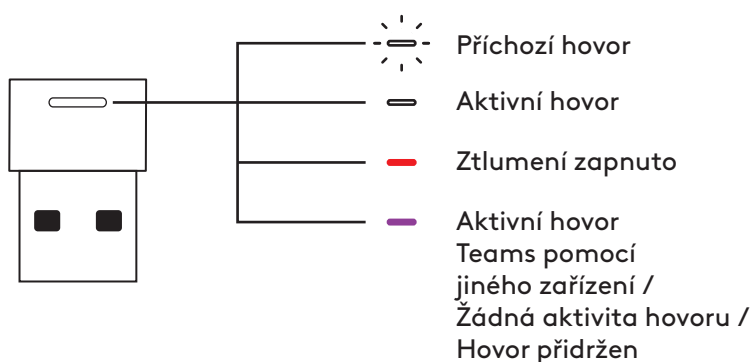 Příchozí hovor
Aktivní hovor
Ztlumení zapnuto
Aktivní hovor
Teams pomocí
jiného zařízení /
Žádná aktivita hovoru /
Hovor přidržen